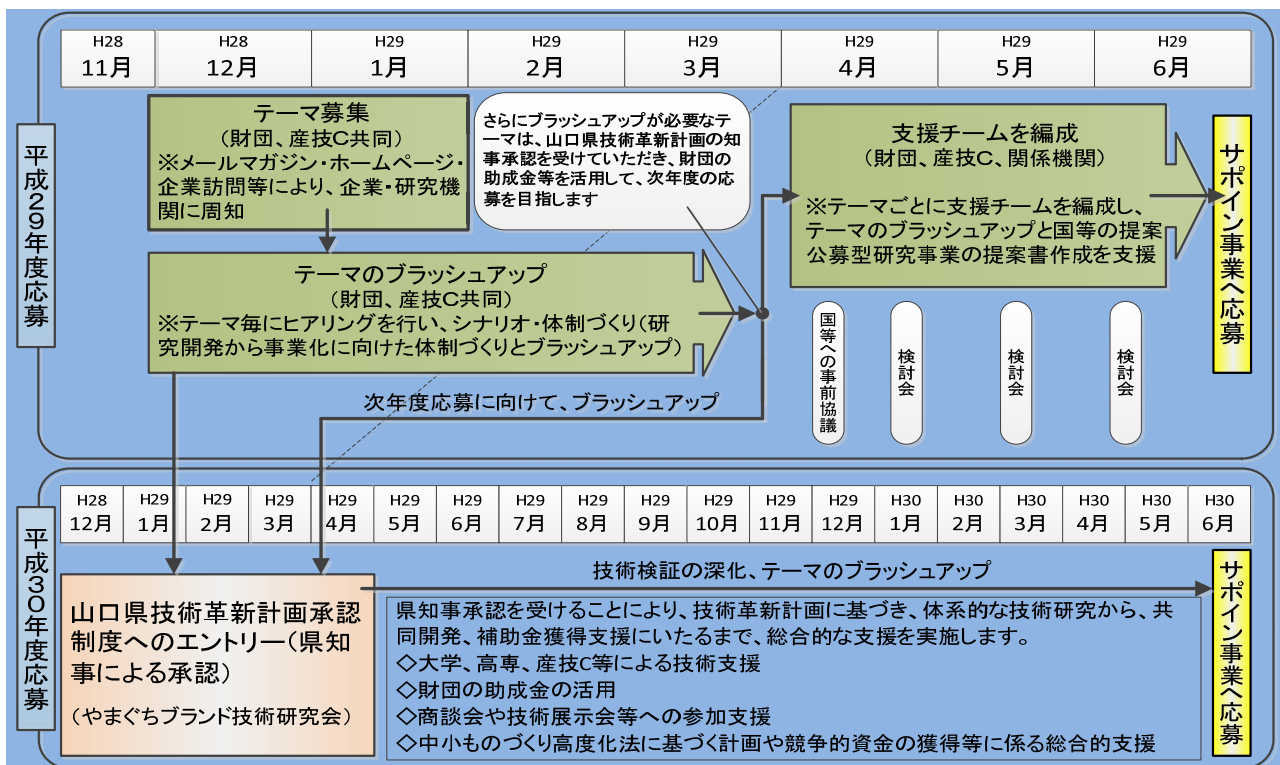 平成29年度応募
H28 H28 H29 H29 H29 H29 H29 H29
11月 12月 1月 2月 3月 4月 5月 6月
テーマ募集
(財団、産技C共同)
※メールマガジン・ホームページ・
企業訪問等により、企業・研究機
関に周知
さらにブラッシュアップが必要なテ
ーマは、山口県技術革新計画の知
事承認を受けていただき、財団の
助成金等を活用して、次年度の応
募を目指します
支援チームを編成
(財団、産技C、関係機関)
※テーマごとに支援チームを編成し、
テーマのブラッシュアップと国等の提案
公募型研究事業の提案書作成を支援
サポイン事業へ応募
テーマのブラッシュアップ
(財団、産技C共同)
※テーマ毎にヒアリングを行い、シナリオ・体制づくり(研
究開発から事業化に向けた体制づくりとブラッシュアップ)
国等への事前協議
検討会
検討会
検討会
次年度応募に向けて、ブラッシュアップ
平成30年度応募
H28 H29 H29 H29 H29 H29 H29 H29 H29 H29 H29 H29 H29 H30 H30 H30 H30 H30 H30
12月 1月 2月 3月 4月 5月 6月 7月 8月 9月 10月 11月 12月 1月 2月 3月 4月 5月 6月
山口県技術革新計画承認
制度へのエントリー(県知
事による承認)
(やまぐちブランド技術研究会)
技術検証の深化、テーマのブラッシュアップ
県知事承認を受けることにより、技術革新計画に基づき、体系的な技術研究から、共
同開発、補助金獲得支援にいたるまで、総合的な支援を実施します。
◇大学、高専、産技C等による技術支援
◇財団の助成金の活用
◇商談会や技術展示会等への参加支援
◇中小ものづくり高度化法に基づく計画や競争的資金の獲得等に係る総合的支援
サポイン事業へ応募